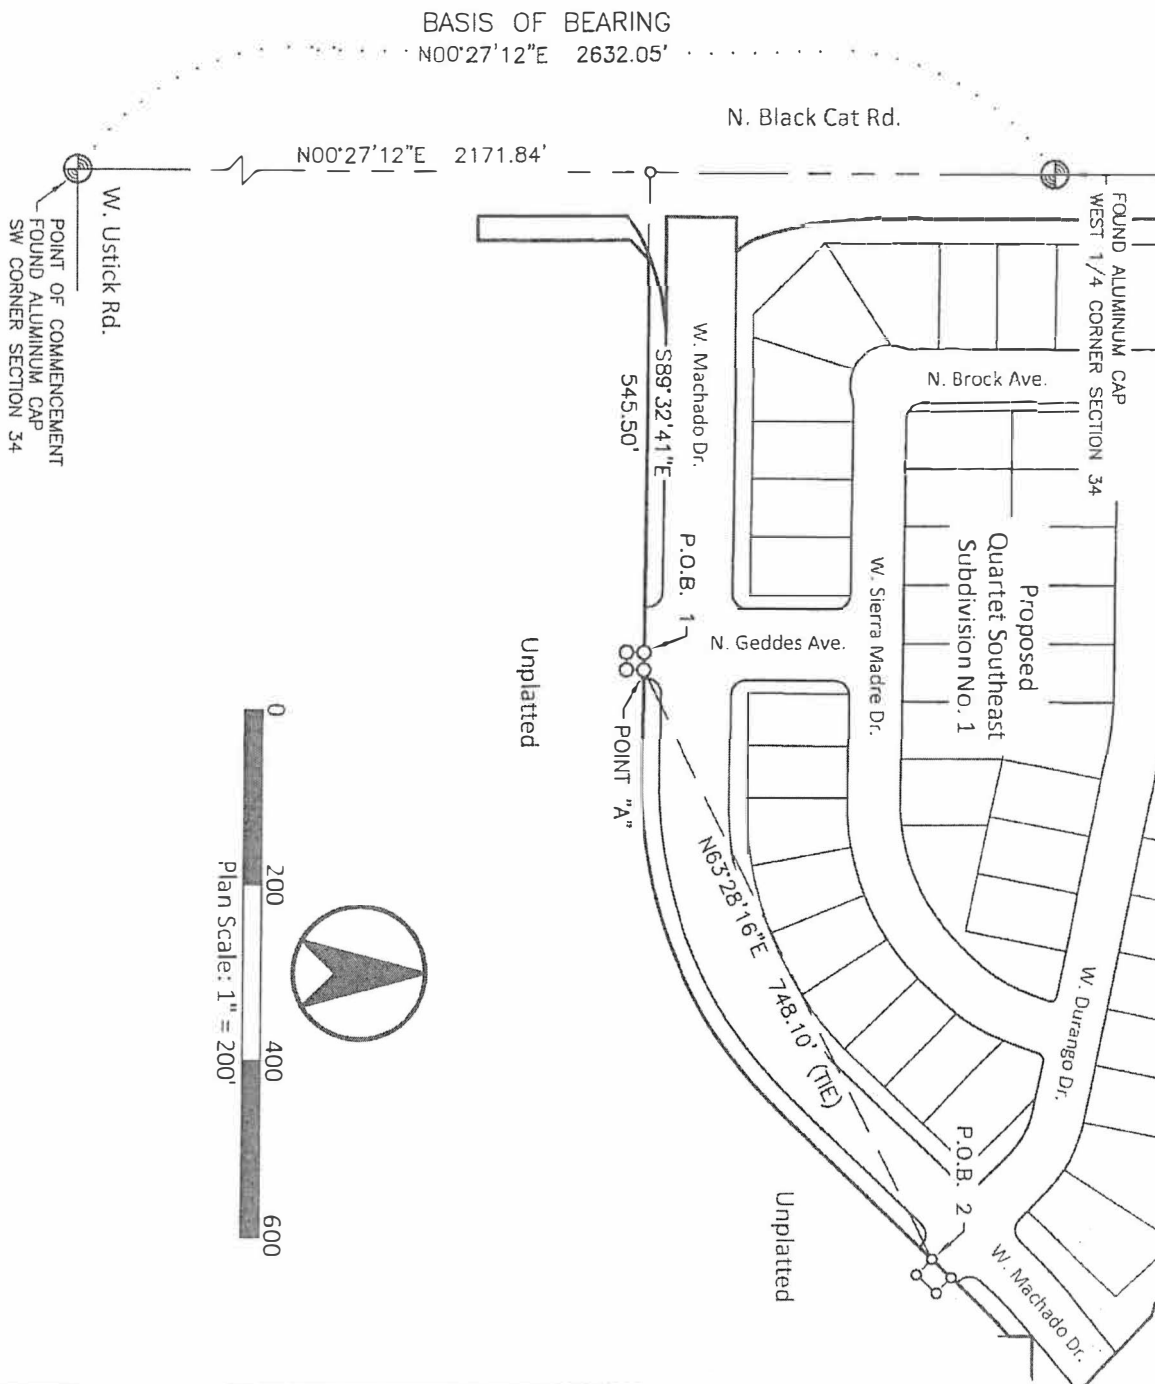 BASIS OF BEARING
N00°27'12"E 2632.05'
N. Black Cat Rd.
N00°27'12"E 2171.84'
FOUND ALUMINUM CAP
WEST 1/4 CORNER SECTION 34
W. Ustick Rd.
POINT OF COMMENCEMENT
FOUND ALUMINUM CAP
SW CORNER SECTION 34
N. Brock Ave.
W. Machado Dr.
S89°32'41"E
545.50'
P.O.B. 1
Proposed
Quartet Southeast
Subdivision No. 1
W. Sierra Madre Dr.
N. Geddes Ave.
Unplatted
POINT "A"
N63°28'16"E 748.10' (TIE)
W. Durango Dr.
P.O.B. 2
Unplatted
W. Machado Dr.
0 200 400 600
Plan Scale: 1" = 200'